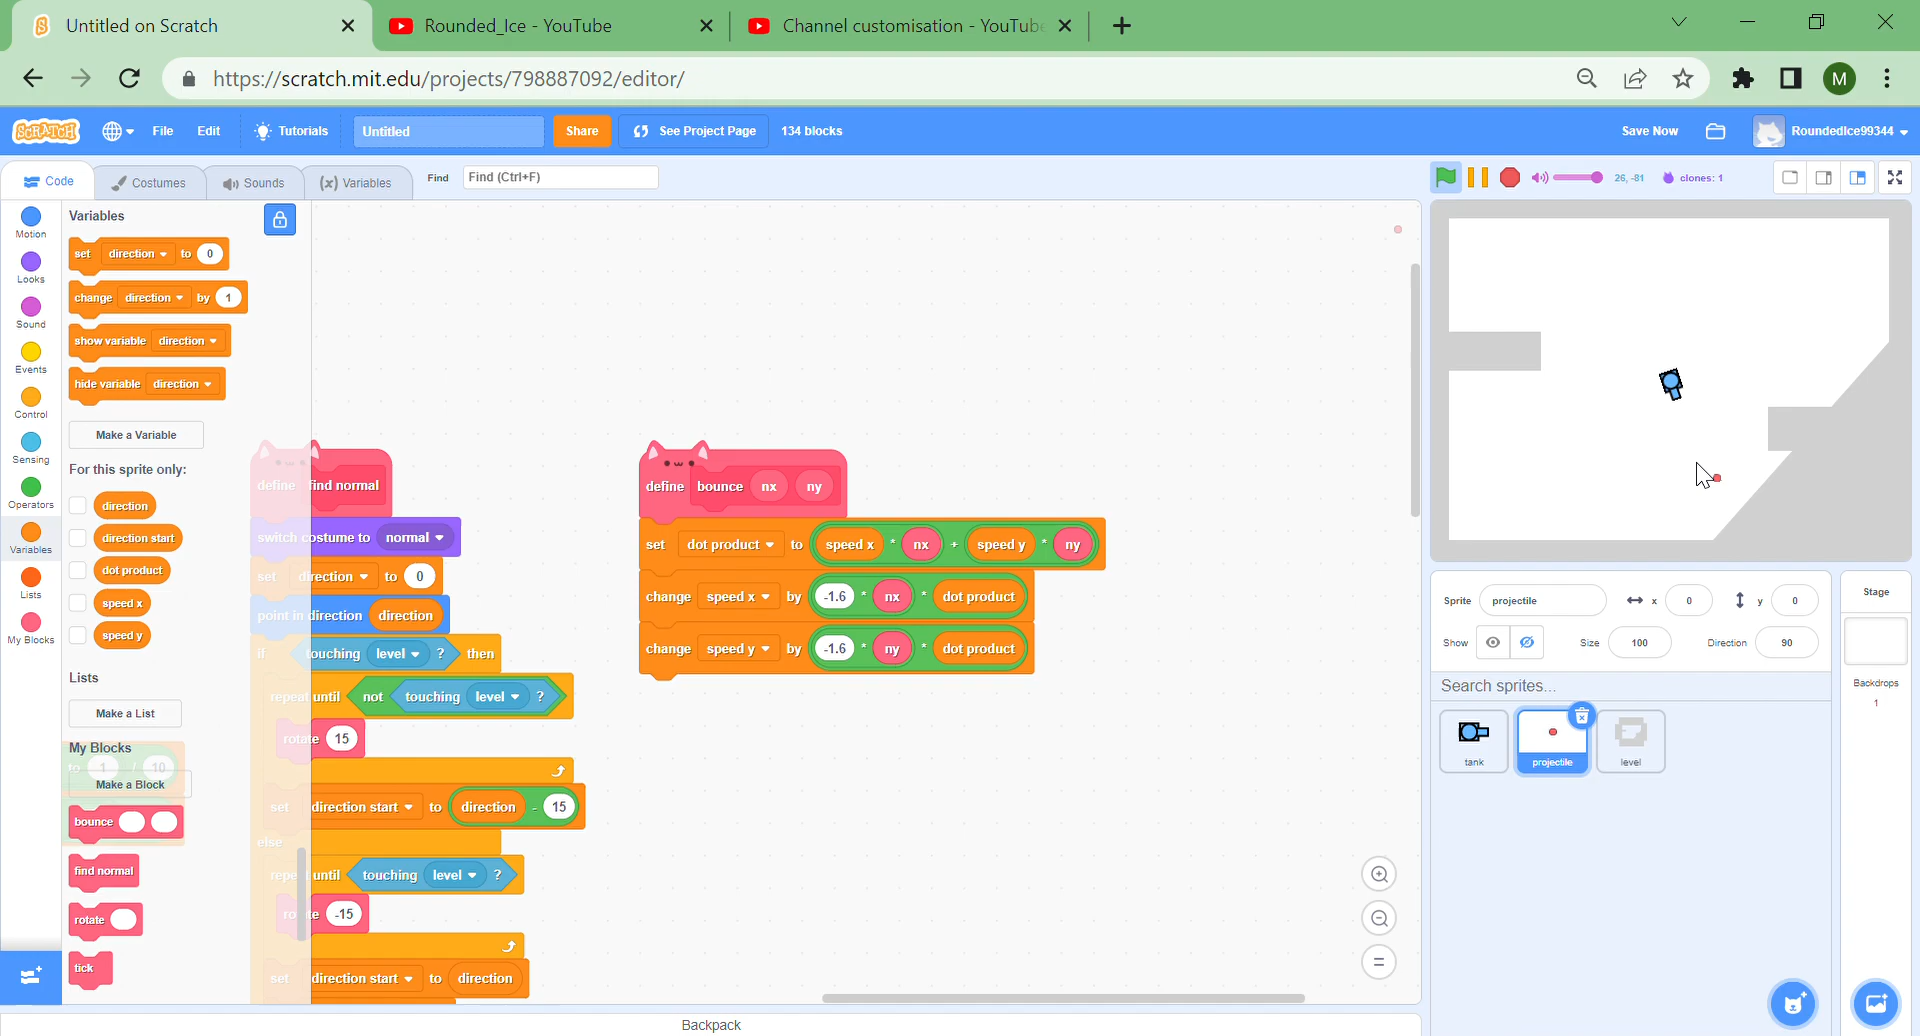 Untitled on Scratch
Rounded_Ice - YouTube
Channel customisation - YouTube
https://scratch.mit.edu/projects/798887092/editor/
M
SCRATCH
File
Edit
Tutorials
Untitled
Share
See Project Page
134 blocks
Save Now
RoundedIce99344
Code
Costumes
Sounds
(x) Variables
Find
Find (Ctrl+F)
26, -81
clones: 1
Motion
Looks
Sound
Events
Control
Sensing
Operators
Variables
Lists
My Blocks
Variables
set direction to 0
change direction by 1
show variable direction
hide variable direction
Make a Variable
For this sprite only:
direction
direction start
dot product
speed x
speed y
Lists
Make a List
My Blocks
to 1 / 10
Make a Block
bounce
find normal
rotate
tick
define find normal
switch costume to normal
set direction to 0
point in direction direction
if touching level ? then
repeat until not touching level ?
rotate 15
set direction start to direction - 15
else
repeat until touching level ?
rotate -15
set direction start to direction
define bounce nx ny
set dot product to speed x * nx + speed y * ny
change speed x by -1.6 * nx * dot product
change speed y by -1.6 * ny * dot product
Sprite projectile x 0 y 0
Show Size 100 Direction 90
Search sprites...
tank
projectile
level
Stage
Backdrops
1
Backpack